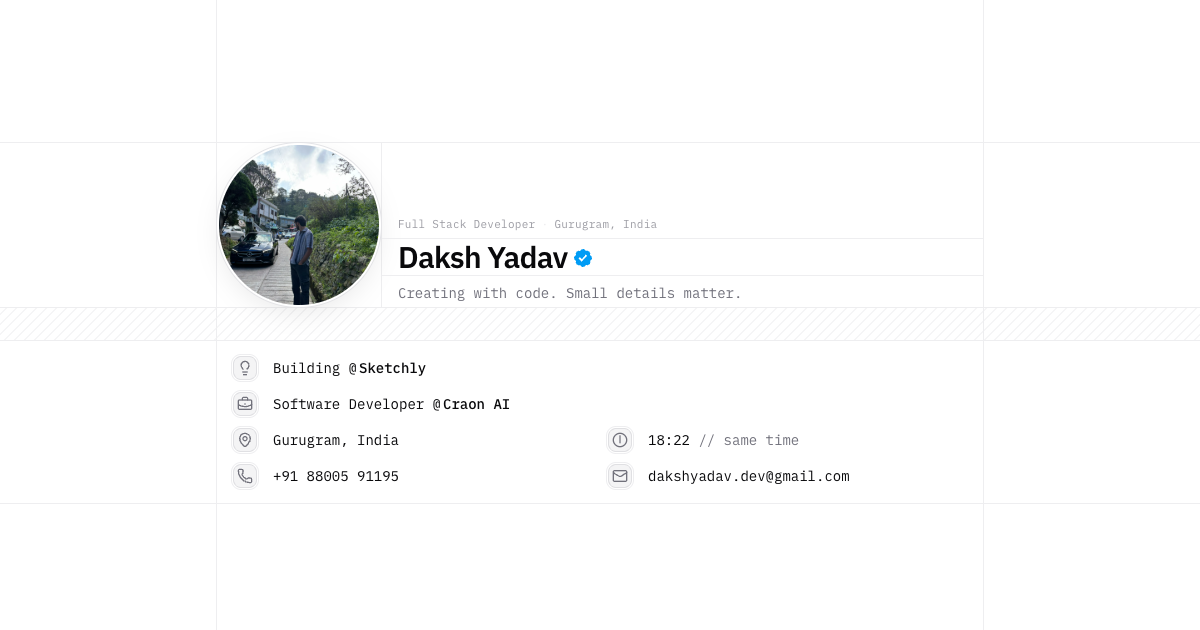 Full Stack Developer · Gurugram, India
Daksh Yadav
Creating with code. Small details matter.
Building @Sketchly
Software Developer @Craon AI
Gurugram, India
18:22 // same time
+91 88005 91195
dakshyadav.dev@gmail.com